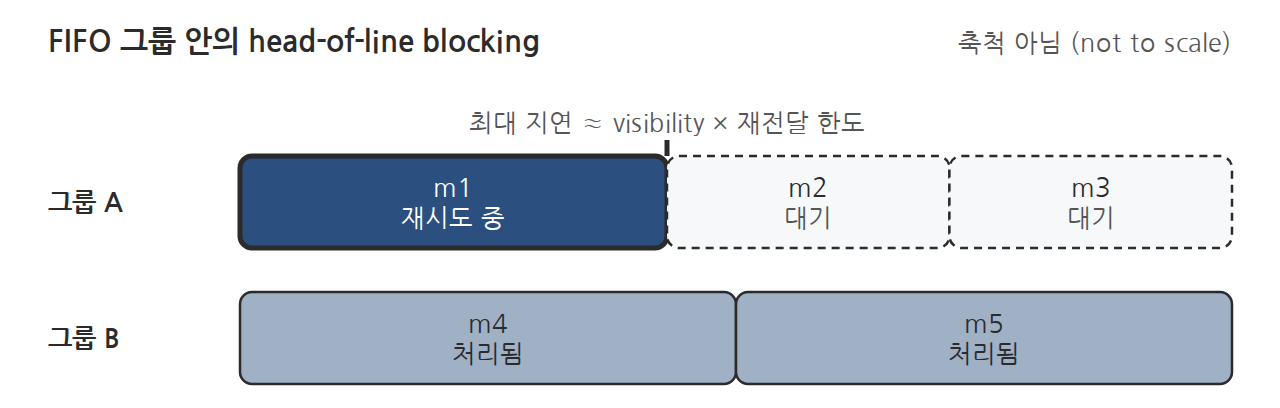 FIFO 그룹 안의 head-of-line blocking
축척 아님 (not to scale)
최대 지연 ≈ visibility × 재전달 한도
그룹 A
m1
재시도 중
m2
대기
m3
대기
그룹 B
m4
처리됨
m5
처리됨